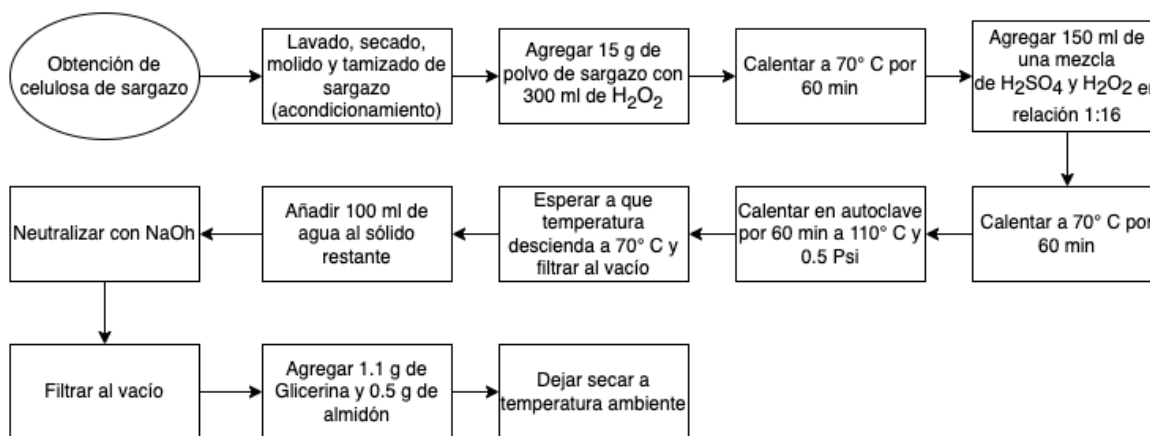 Obtención de
celulosa de sargazo
Lavado, secado,
molido y tamizado de
sargazo
(acondicionamiento)
Agregar 15 g de
polvo de sargazo con
300 ml de H₂O₂
Calentar a 70° C por
60 min
Agregar 150 ml de
una mezcla
de H₂SO₄ y H₂O₂ en
relación 1:16
Calentar a 70° C por
60 min
Calentar en autoclave
por 60 min a 110° C y
0.5 Psi
Esperar a que
temperatura
descienda a 70° C y
filtrar al vacío
Añadir 100 ml de
agua al sólido
restante
Neutralizar con NaOh
Filtrar al vacío
Agregar 1.1 g de
Glicerina y 0.5 g de
almidón
Dejar secar a
temperatura ambiente